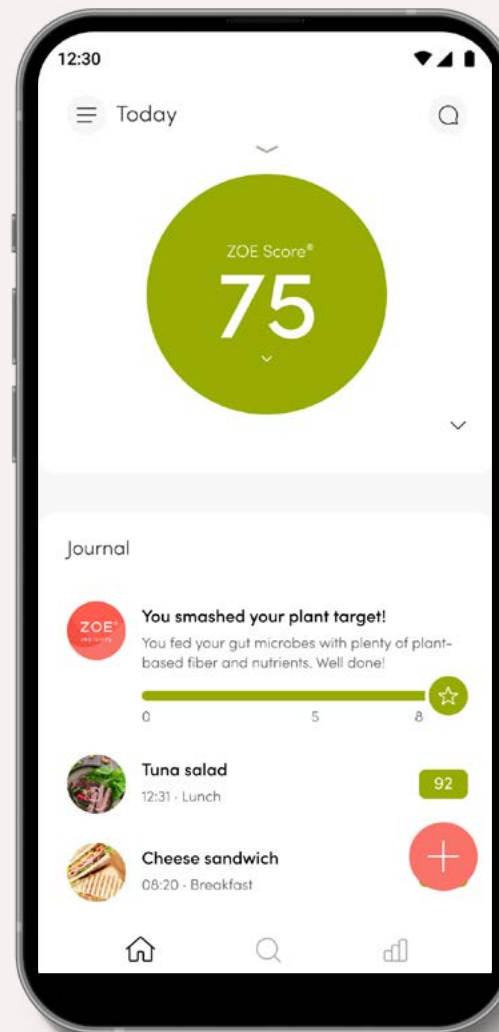 12:30
Today
ZOE Score®
75
Journal
ZOE®
You smashed your plant target!
You fed your gut microbes with plenty of plant-
based fiber and nutrients. Well done!
0 5 8
Tuna salad
92
12:31 · Lunch
Cheese sandwich
08:20 · Breakfast